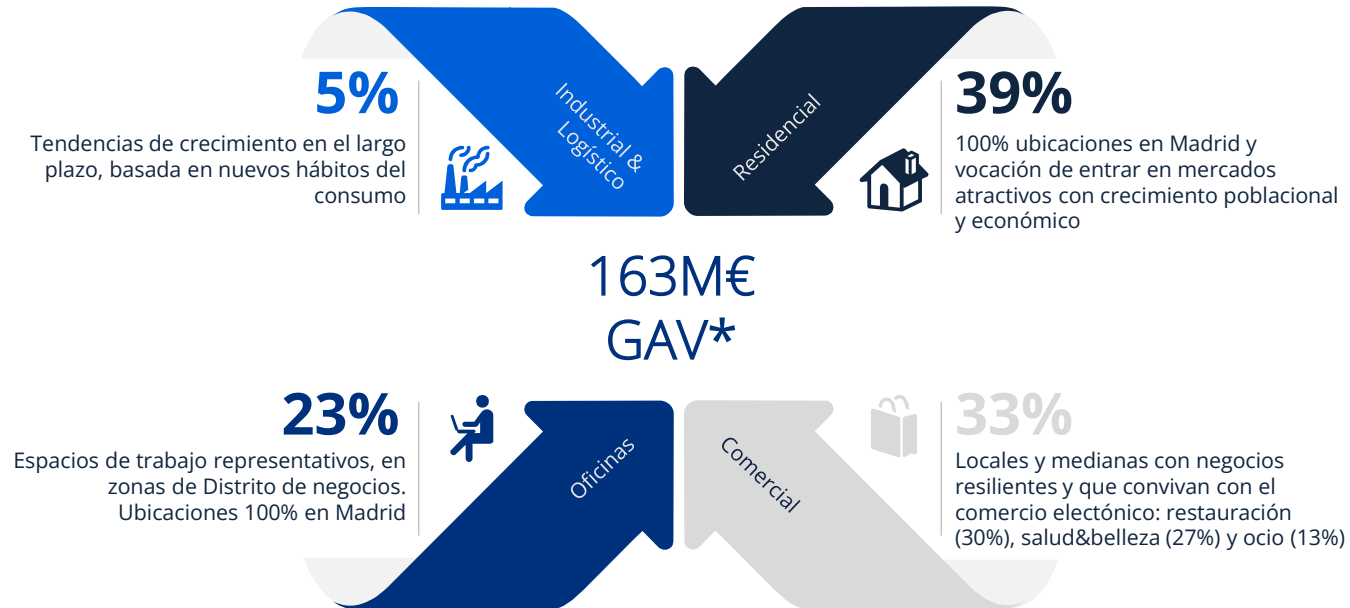 5%
Tendencias de crecimiento en el largo
plazo, basada en nuevos hábitos del
consumo
Industrial &
Logístico
Residencial
39%
100% ubicaciones en Madrid y
vocación de entrar en mercados
atractivos con crecimiento poblacional
y económico
163M€
GAV*
23%
Espacios de trabajo representativos, en
zonas de Distrito de negocios.
Ubicaciones 100% en Madrid
Oficinas
Comercial
33%
Locales y medianas con negocios
resilientes y que convivan con el
comercio electónico: restauración
(30%), salud&belleza (27%) y ocio (13%)